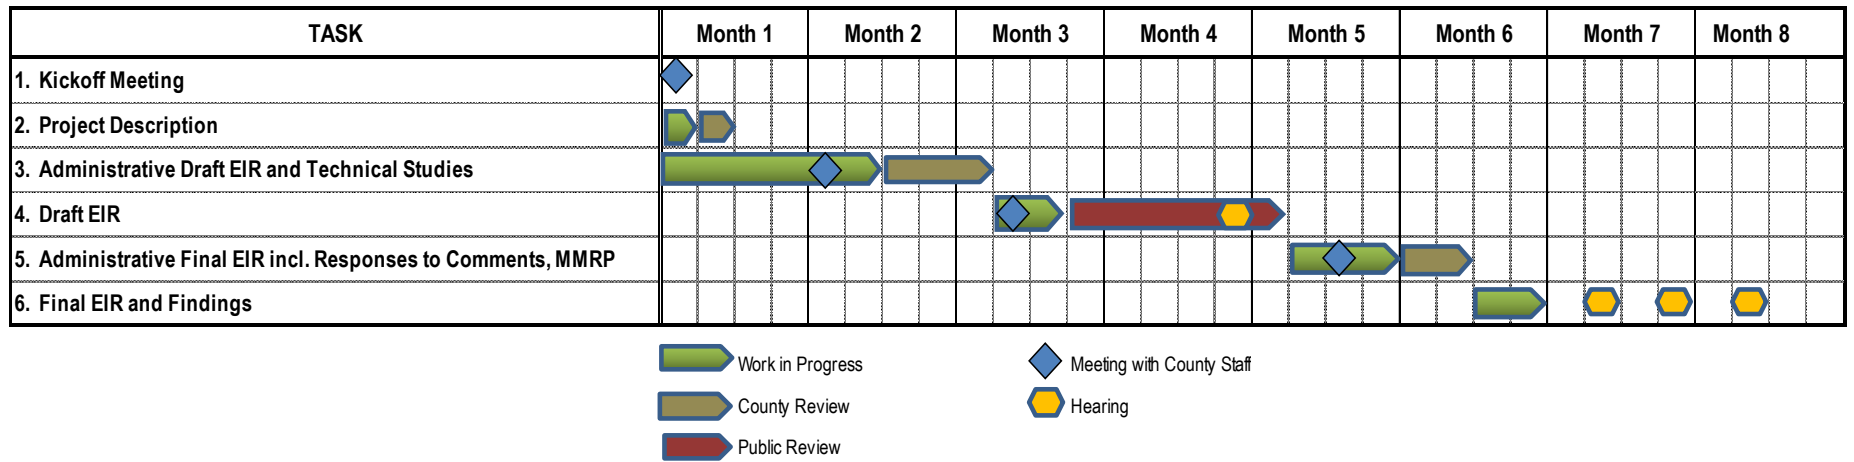 TASK Month 1 Month 2 Month 3 Month 4 Month 5 Month 6 Month 7 Month 8
1. Kickoff Meeting
2. Project Description
3. Administrative Draft EIR and Technical Studies
4. Draft EIR
5. Administrative Final EIR incl. Responses to Comments, MMRP
6. Final EIR and Findings
Work in Progress Meeting with County Staff
County Review Hearing
Public Review